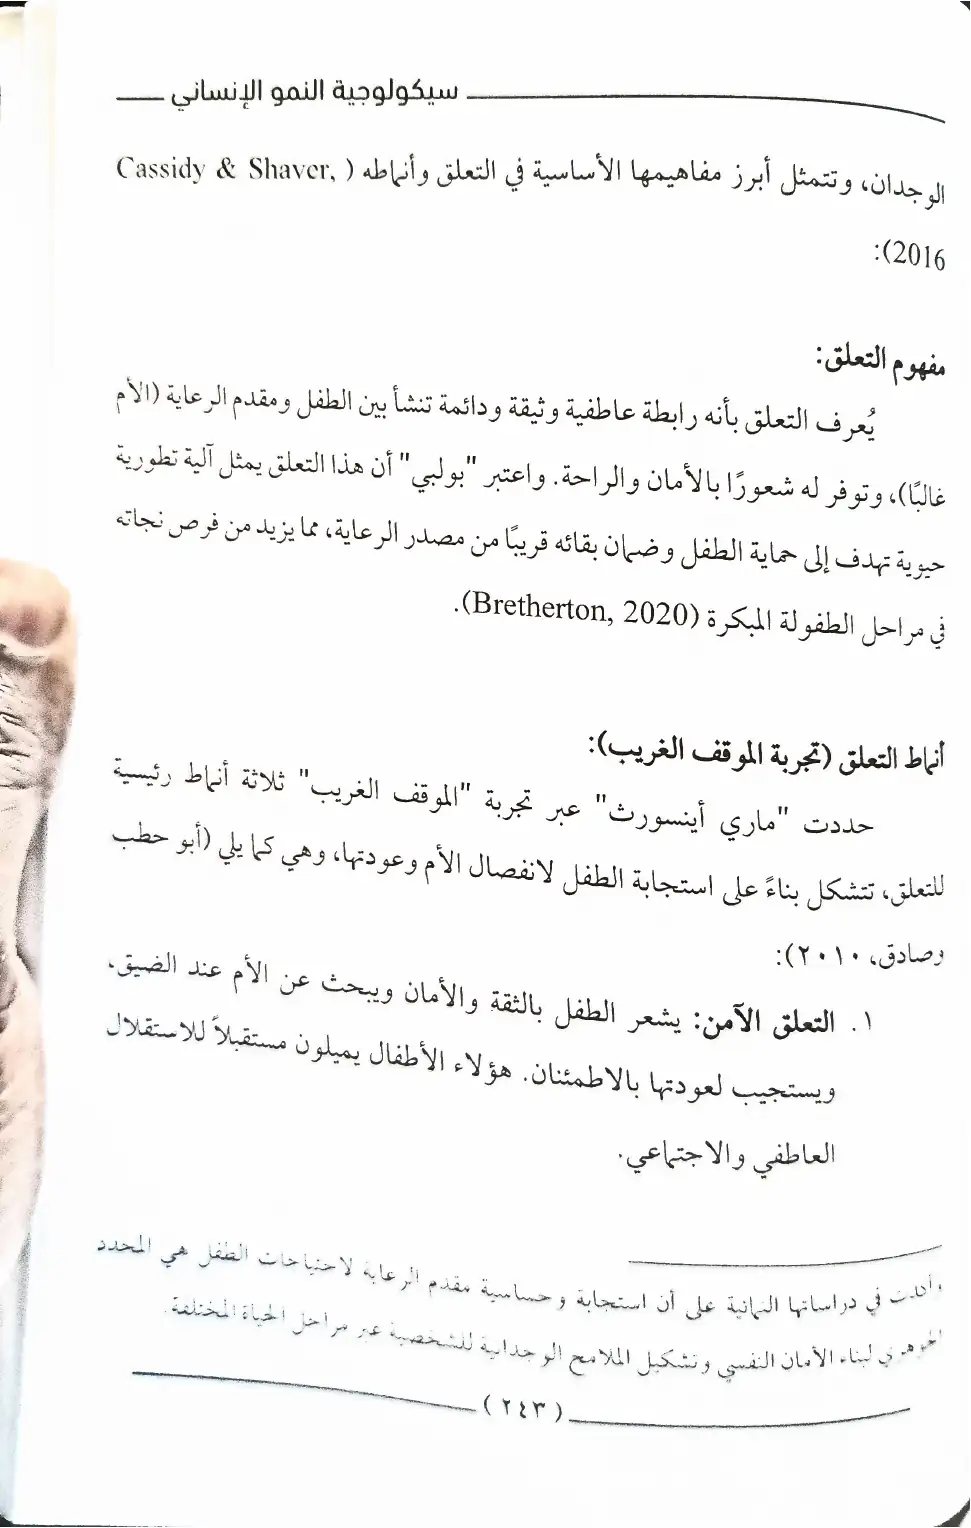 سيكولوجية النمو الإنساني
الوجدان، وتتمثل أبرز مفاهيمها الأساسية في التعلق وأنماطه (Cassidy & Shaver,
2016):
مفهوم التعلق:
يُعرف التعلق بأنه رابطة عاطفية وثيقة ودائمة تنشأ بين الطفل ومقدم الرعاية (الأم
غالبًا)، وتوفر له شعورًا بالأمان والراحة. واعتبر "بولبي" أن هذا التعلق يمثل آلية تطورية
حيوية تهدف إلى حماية الطفل وضمان بقائه قريبًا من مصدر الرعاية، مما يزيد من فرص نجاته
في مراحل الطفولة المبكرة (Bretherton, 2020).
أنماط التعلق (تجربة الموقف الغريب):
حددت "ماري أينسورث" عبر تجربة "الموقف الغريب" ثلاثة أنماط رئيسية
للتعلق، تتشكل بناءً على استجابة الطفل لانفصال الأم وعودتها، وهي كما يلي (أبو حطب
وصادق، ٢٠١٠):
١. التعلق الآمن: يشعر الطفل بالثقة والأمان ويبحث عن الأم عند الضيق،
ويستجيب لعودتها بالاطمئنان. هؤلاء الأطفال يميلون مستقبلاً للاستقلال
العاطفي والاجتماعي.
وأكدت في دراساتها النمائية على أن استجابة وحساسية مقدم الرعاية لاحتياجات الطفل هي المحدد
الجوهري لبناء الأمان النفسي وتشكيل الملامح الوجدانية للشخصية عبر مراحل الحياة المختلفة.
(٢٤٣)